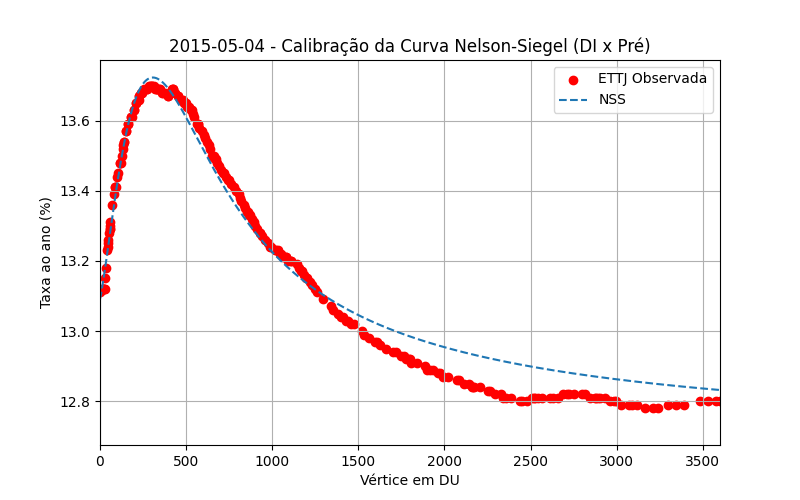 2015-05-04 - Calibração da Curva Nelson-Siegel (DI x Pré)
ETTJ Observada
NSS
Taxa ao ano (%)
13.6
13.4
13.2
13.0
12.8
0 500 1000 1500 2000 2500 3000 3500
Vértice em DU